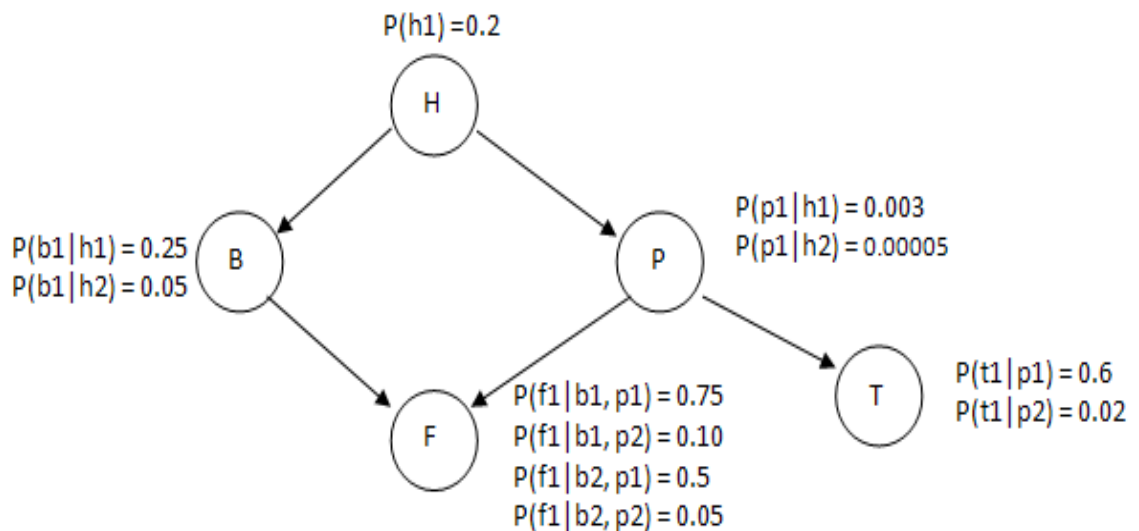 P(h1) =0.2
H
P(p1|h1) = 0.003
P(p1|h2) = 0.00005
P(b1|h1) = 0.25
P(b1|h2) = 0.05
B
P
P(f1|b1, p1) = 0.75
P(f1|b1, p2) = 0.10
P(f1|b2, p1) = 0.5
P(f1|b2, p2) = 0.05
F
T
P(t1|p1) = 0.6
P(t1|p2) = 0.02